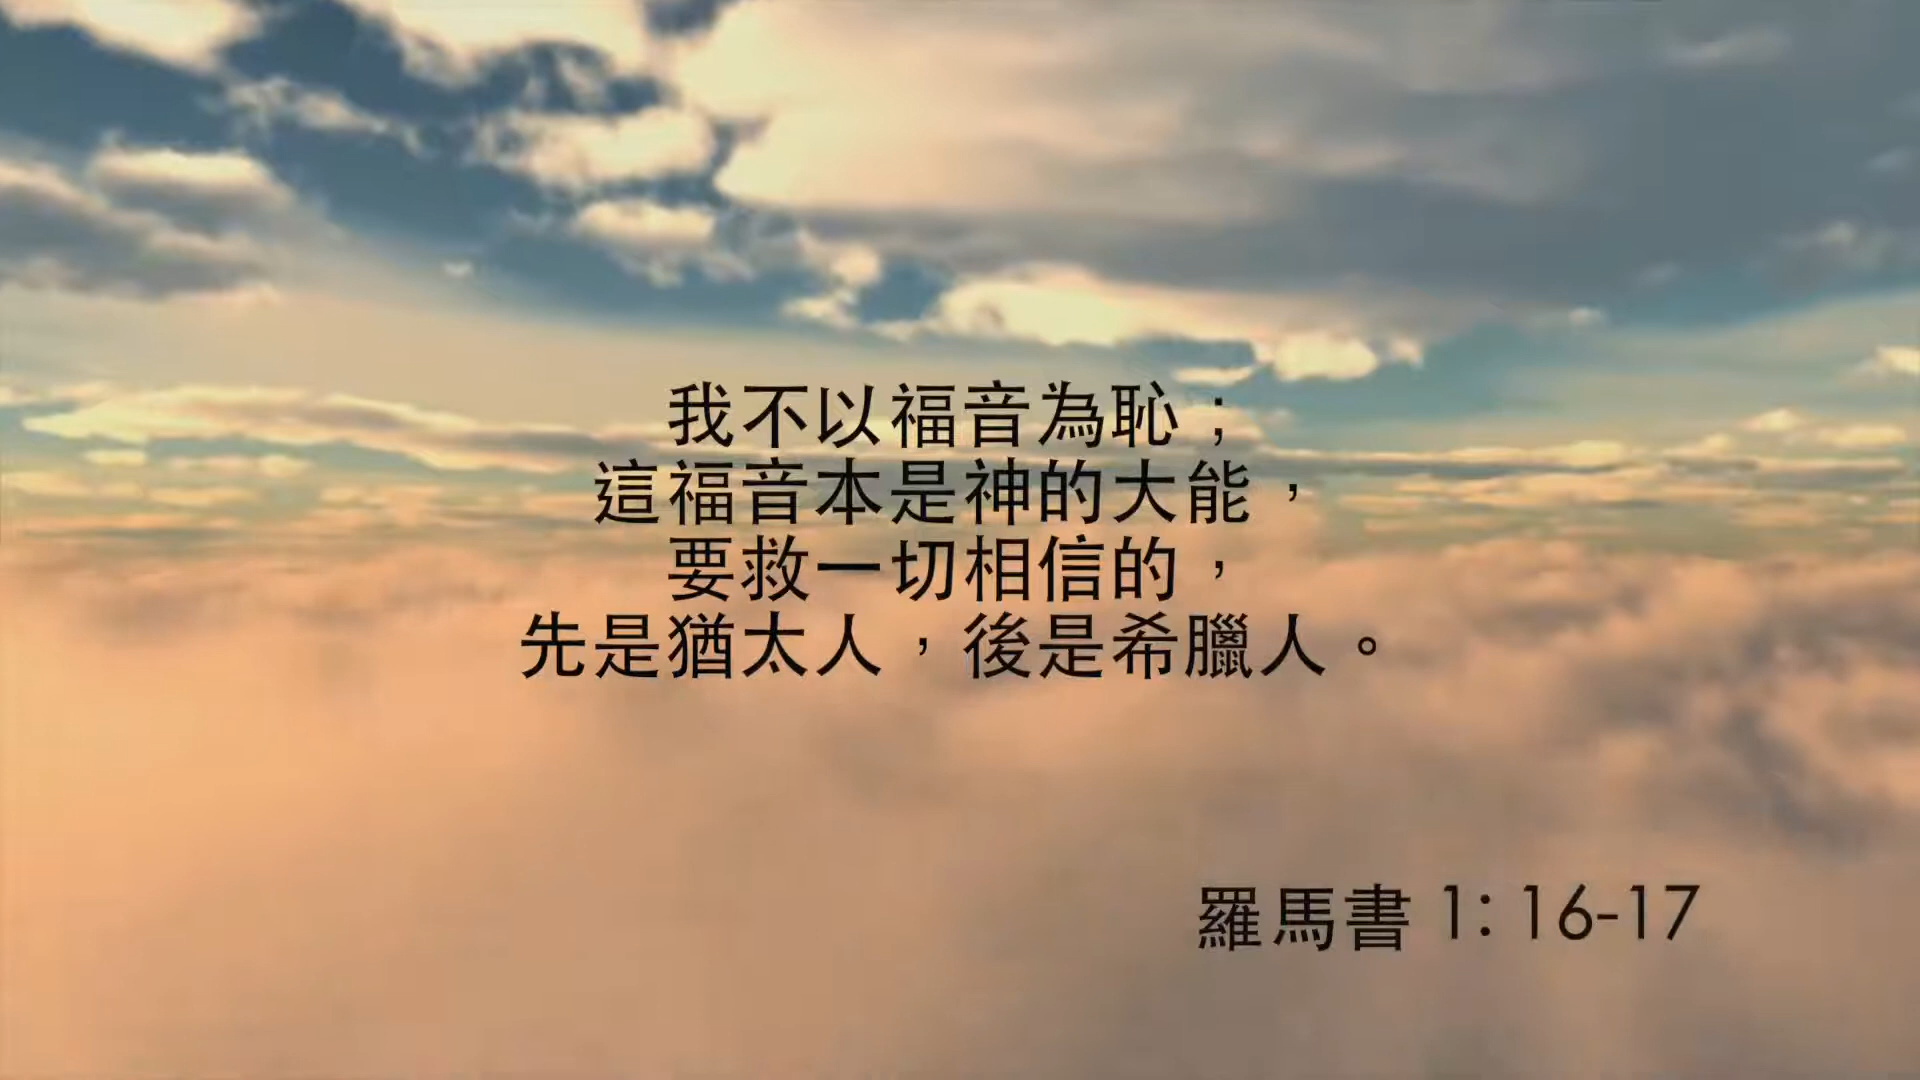 我不以福音為恥；
這福音本是神的大能，
要救一切相信的，
先是猶太人，後是希臘人。
羅馬書 1: 16-17